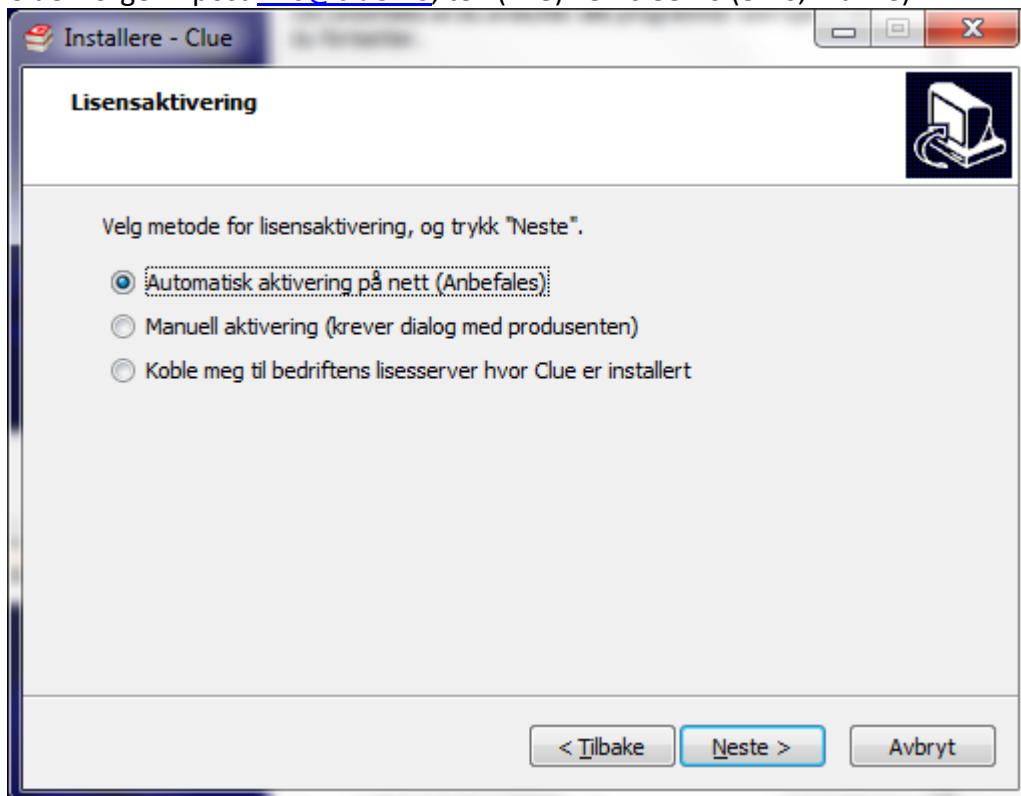 Installere - Clue
Lisensaktivering
Velg metode for lisensaktivering, og trykk "Neste".
Automatisk aktivering på nett (Anbefales)
Manuell aktivering (krever dialog med produsenten)
Koble meg til bedriftens lisesserver hvor Clue er installert
< Tilbake
Neste >
Avbryt